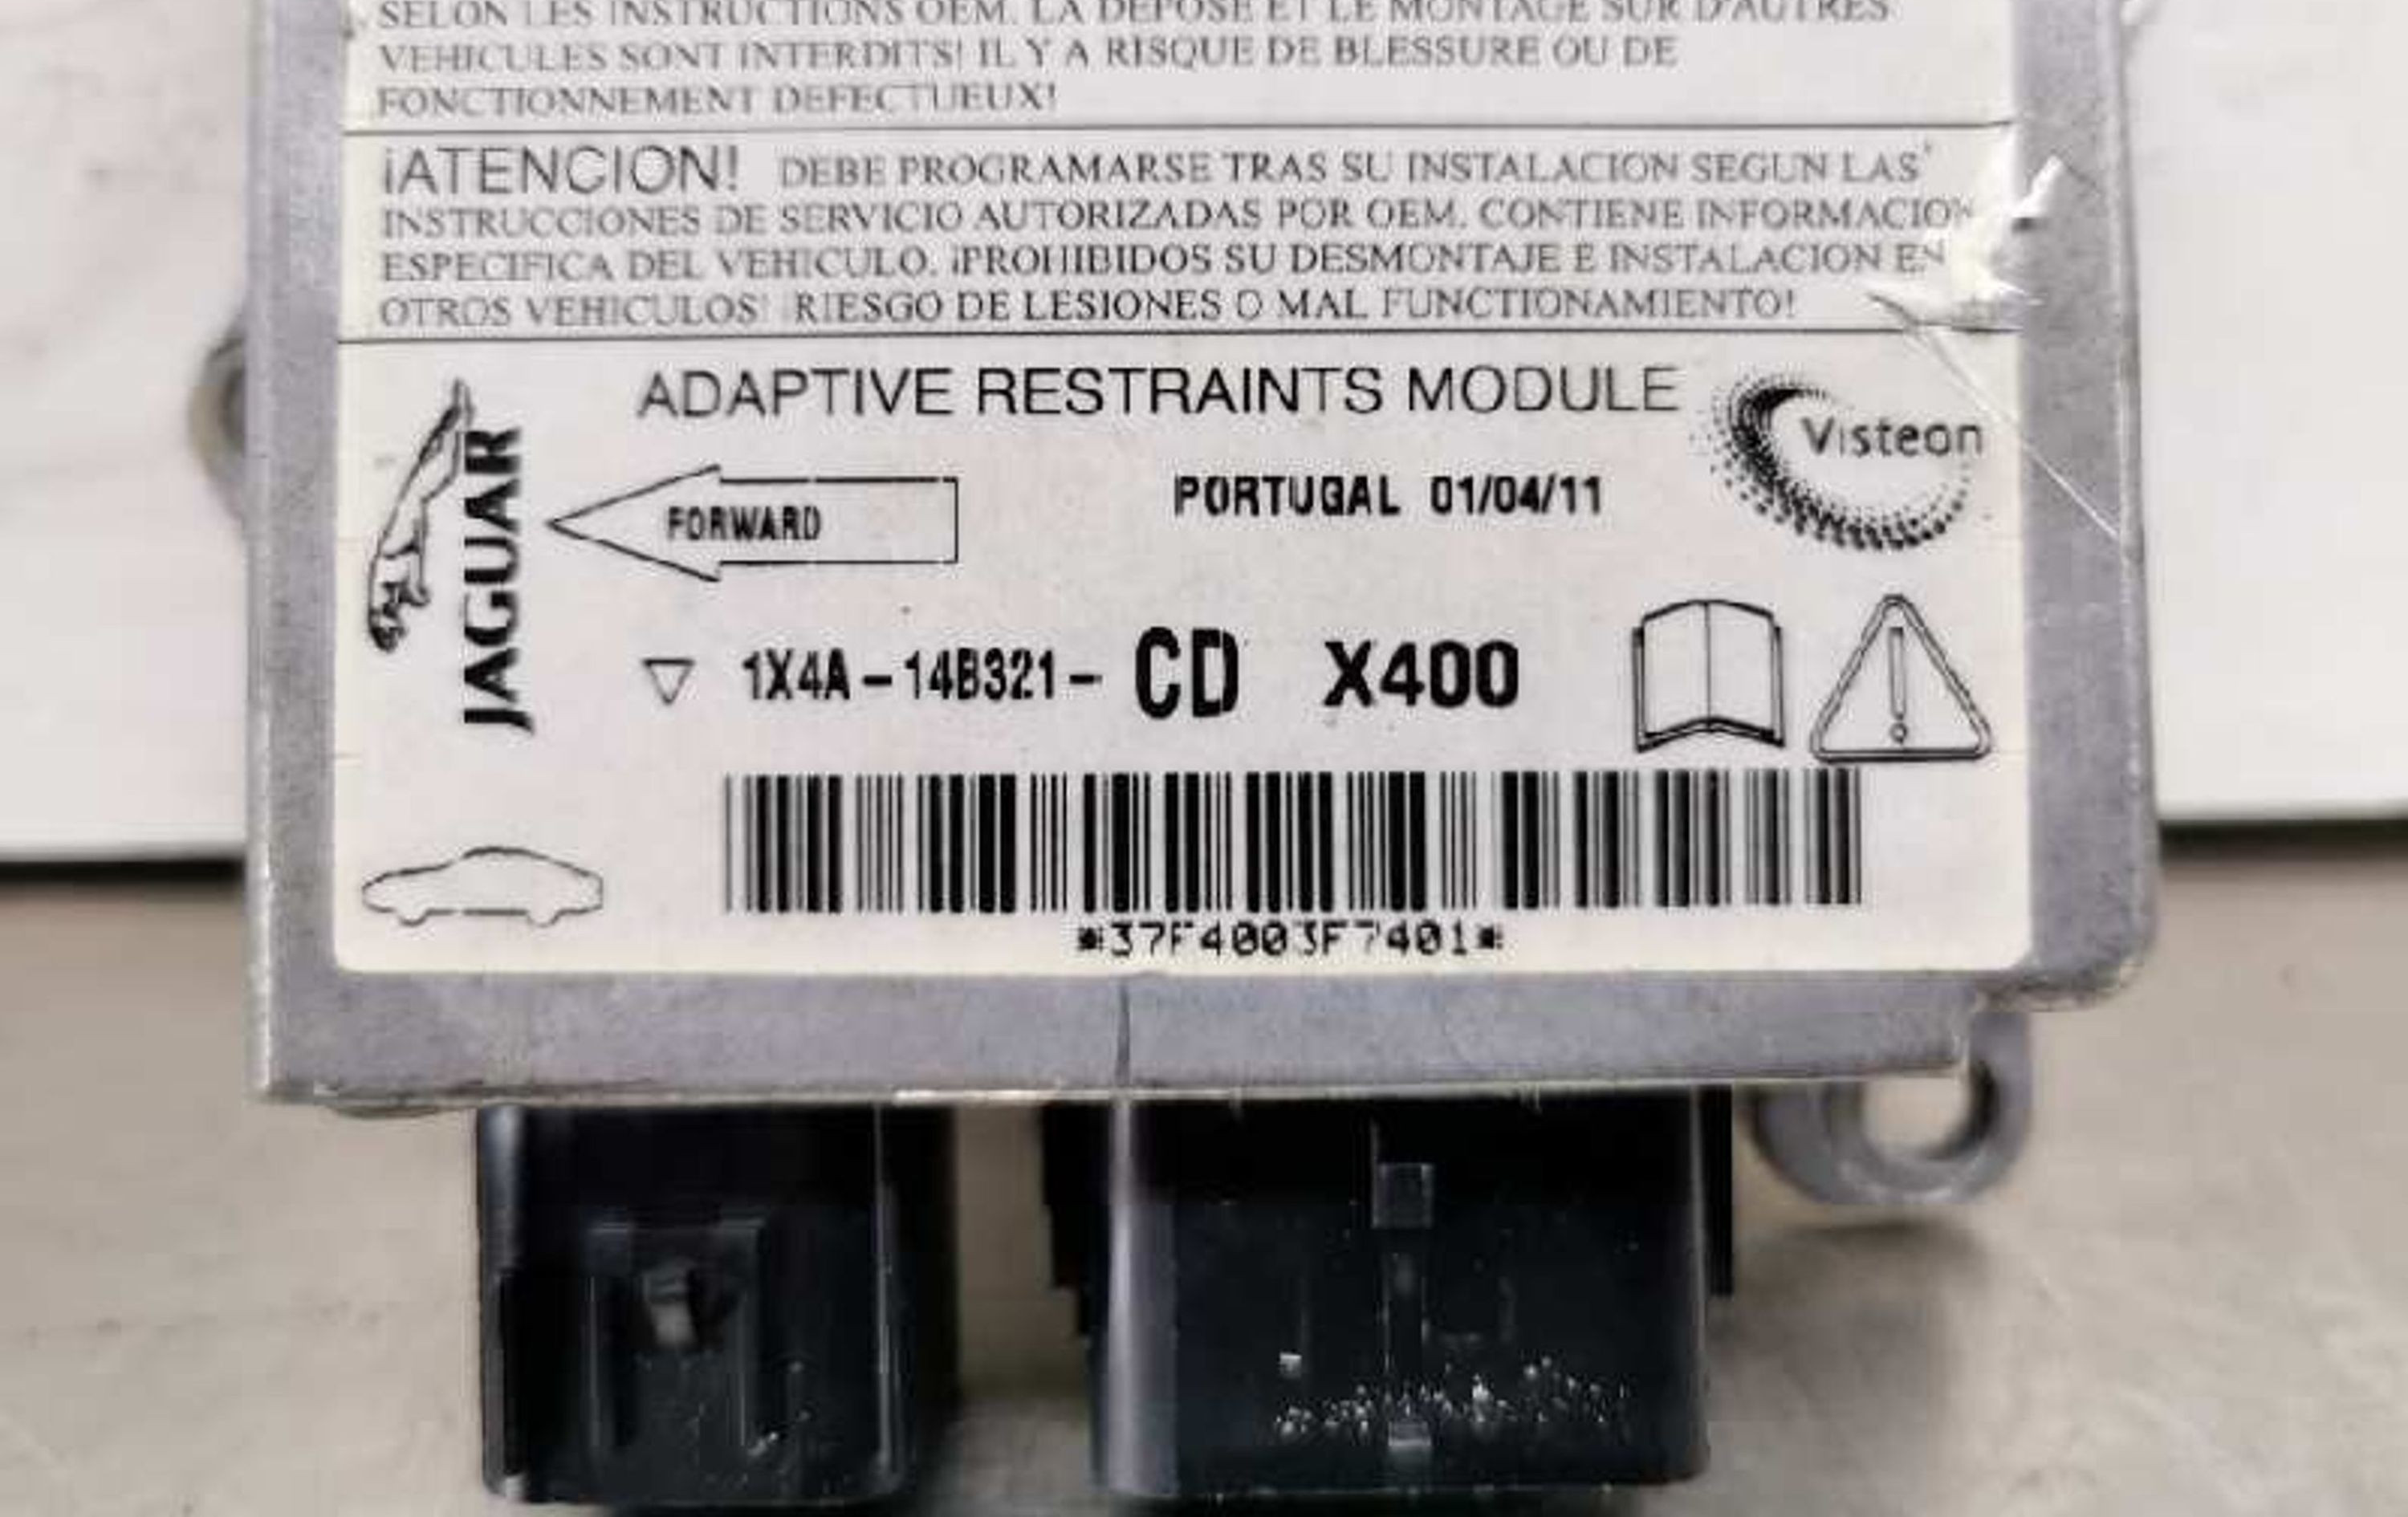 SELON LES INSTRUCTIONS OEM. LA DEPOSE ET LE MONTAGE SUR D'AUTRES
VEHICULES SONT INTERDITS! IL Y A RISQUE DE BLESSURE OU DE
FONCTIONNEMENT DEFECTUEUX!
¡ATENCION! DEBE PROGRAMARSE TRAS SU INSTALACION SEGUN LAS
INSTRUCCIONES DE SERVICIO AUTORIZADAS POR OEM. CONTIENE INFORMACION
ESPECIFICA DEL VEHICULO. ¡PROHIBIDOS SU DESMONTAJE E INSTALACION EN
OTROS VEHICULOS! ¡RIESGO DE LESIONES O MAL FUNCTIONAMIENTO!
ADAPTIVE RESTRAINTS MODULE
Visteon
JAGUAR
FORWARD
PORTUGAL 01/04/11
1X4A-14B321-CD X400
*37F4003F7401*